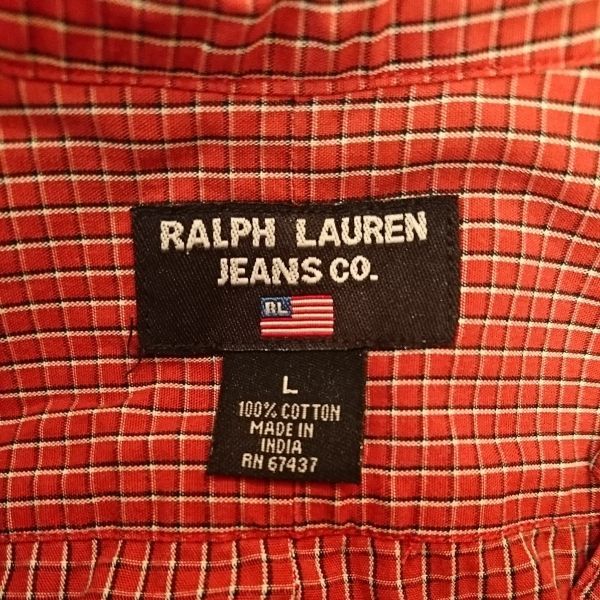 RALPH LAUREN
JEANS CO.
RL
L
100% COTTON
MADE IN
INDIA
RN 67437